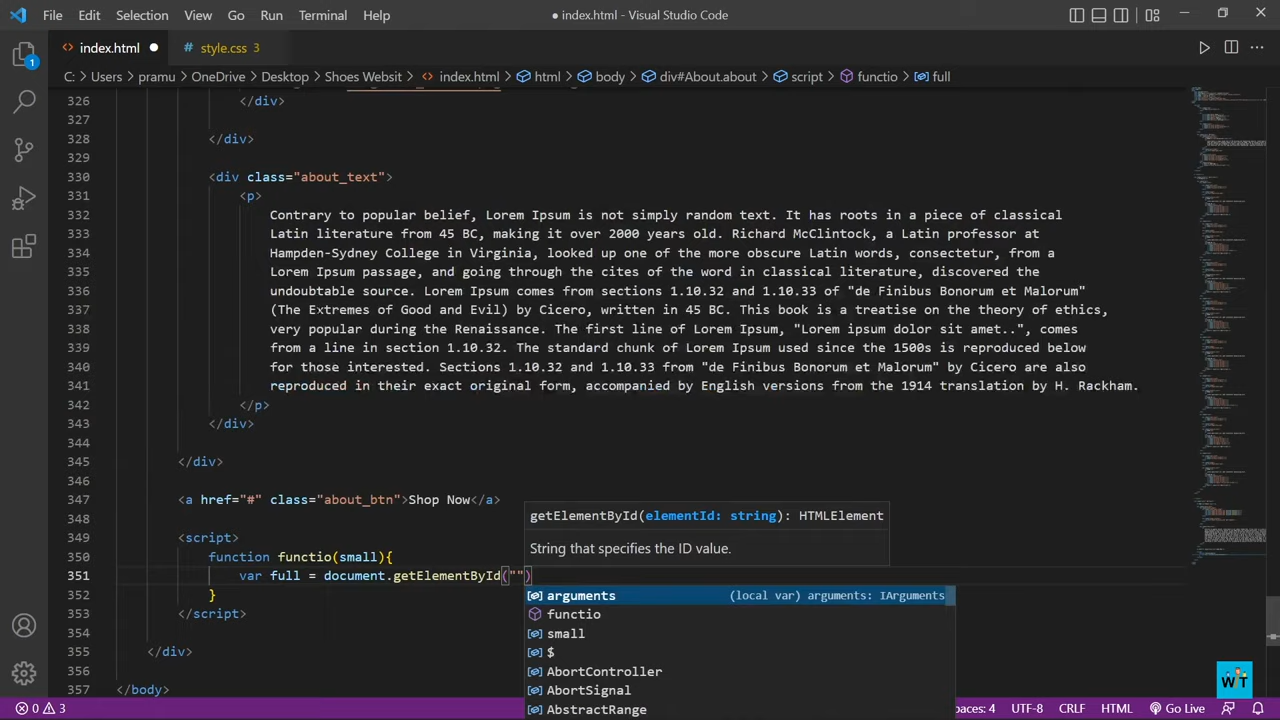 File Edit Selection View Go Run Terminal Help
● index.html - Visual Studio Code
index.html
style.css 3
C: > Users > pramu > OneDrive > Desktop > Shoes Websit > index.html > html > body > div#About.about > script > functio > full
326 </div>
327
328 </div>
329
330 <div class="about_text">
331 <p>
332 Contrary to popular belief, Lorem Ipsum is not simply random text. It has roots in a piece of classical
333 Latin literature from 45 BC, making it over 2000 years old. Richard McClintock, a Latin professor at
334 Hampden-Sydney College in Virginia, looked up one of the more obscure Latin words, consectetur, from
335 Lorem Ipsum passage, and going through the cites of the word in classical literature, discovered the
336 undoubtable source. Lorem Ipsum comes from sections 1.10.32 and 1.10.33 of "de Finibus Bonorum et Malorum"
337 (The Extremes of Good and Evil) by Cicero, written in 45 BC. This book is a treatise on the theory of ethics,
338 very popular during the Renaissance. The first line of Lorem Ipsum, "Lorem ipsum dolor sit amet..", comes
339 from a line in section 1.10.32.The standard chunk of Lorem Ipsum used since the 1500s is reproduced below
340 for those interested. Sections 1.10.32 and 1.10.33 from "de Finibus Bonorum et Malorum" by Cicero are also
341 reproduced in their exact original form, accompanied by English versions from the 1914 translation by H. Rackham.
342 </p>
343 </div>
344
345 </div>
346
347 <a href="#" class="about_btn">Shop Now</a>
348
349 <script>
350 function functio(small){
351 var full = document.getElementById("")
352 }
353 </script>
354
355 </div>
356
357 </body>
getElementById(elementId: string): HTMLElement
String that specifies the ID value.
arguments (local var) arguments: IArguments
functio
small
$
AbortController
AbortSignal
AbstractRange
WT
0 3
Spaces: 4 UTF-8 CRLF HTML Go Live
1